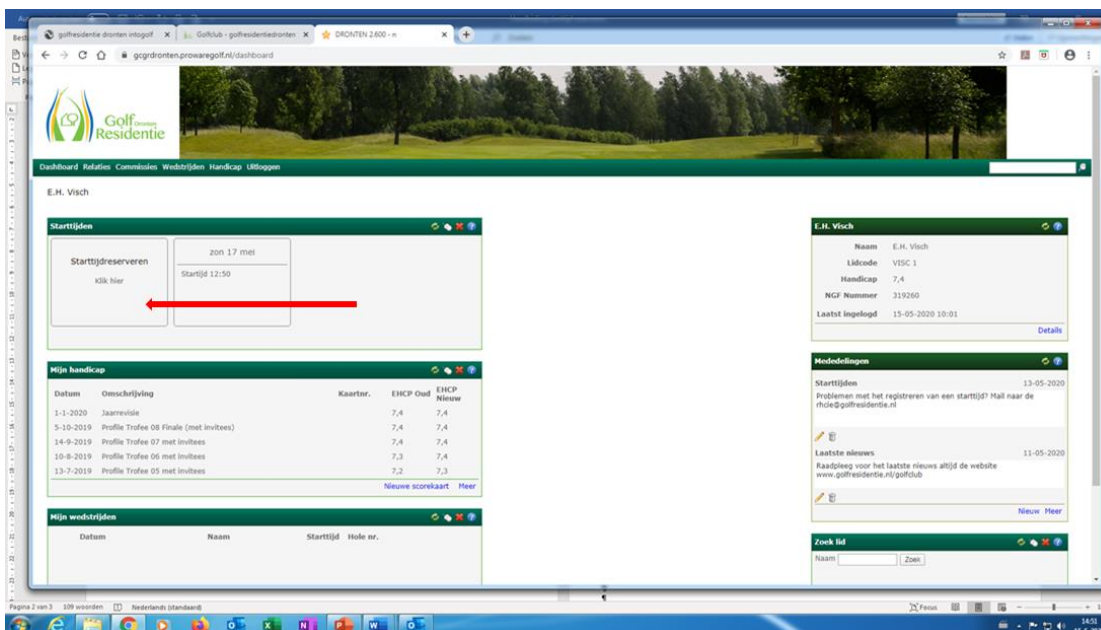 golfresidentie dronten intogolf
Golfclub - golfresidentiedronten
DRONTEN 2.600 - n
gcgrdronten.prowaregolf.nl/dashboard
Golf Dronten
Residentie
DashBoard Relaties Commissies Wedstrijden Handicap Uitloggen
E.H. Visch
Starttijden
Starttijdreserveren
Klik hier
zon 17 mei
Startijd 12:50
Mijn handicap
Datum Omschrijving Kaartnr. EHCP Oud EHCP Nieuw
1-1-2020 Jaarrevisie 7,4 7,4
5-10-2019 Profile Trofee 08 Finale (met invitees) 7,4 7,4
14-9-2019 Profile Trofee 07 met invitees 7,4 7,4
10-8-2019 Profile Trofee 06 met invitees 7,3 7,4
13-7-2019 Profile Trofee 05 met invitees 7,2 7,3
Nieuwe scorekaart Meer
Mijn wedstrijden
Datum Naam Starttijd Hole nr.
E.H. Visch
Naam E.H. Visch
Lidcode VISC 1
Handicap 7,4
NGF Nummer 319260
Laatst ingelogd 15-05-2020 10:01
Details
Mededelingen
Starttijden 13-05-2020
Problemen met het registreren van een starttijd? Mail naar de
rhcie@golfresidentie.nl
Laatste nieuws 11-05-2020
Raadpleeg voor het laatste nieuws altijd de website
www.golfresidentie.nl/golfclub
Nieuw Meer
Zoek lid
Naam Zoek
Pagina 2 van 3 109 woorden Nederlands (standaard) Focus
14:51